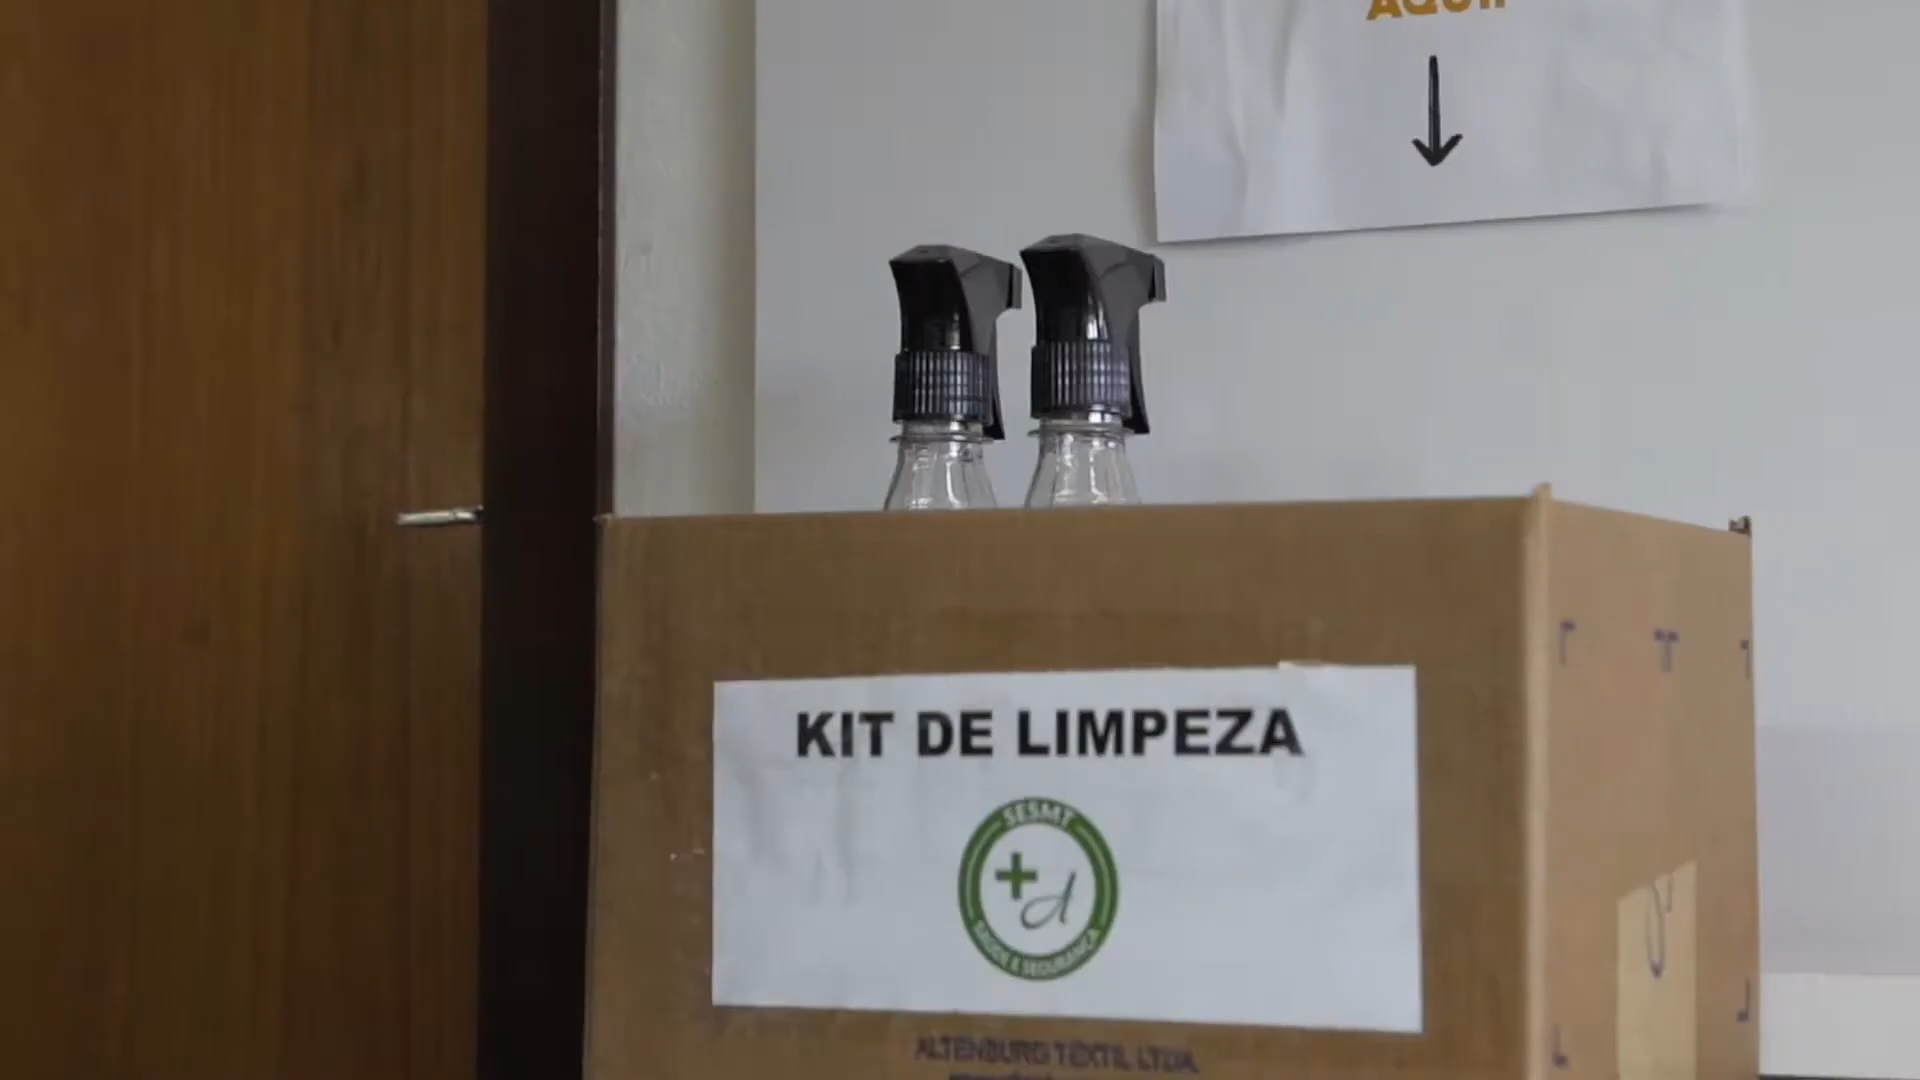 AQUI!
KIT DE LIMPEZA
SESMT
SAÚDE E SEGURANÇA
ALTENBURG TEXTIL LTDA.